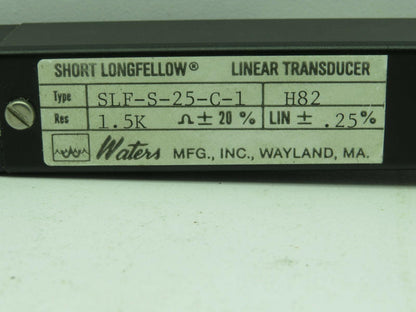 SHORT LONGFELLOW® LINEAR TRANSDUCER
Type SLF-S-25-C-1 H82
Res 1.5K Ω ± 20 % LIN ± .25%
Waters MFG., INC., WAYLAND, MA.